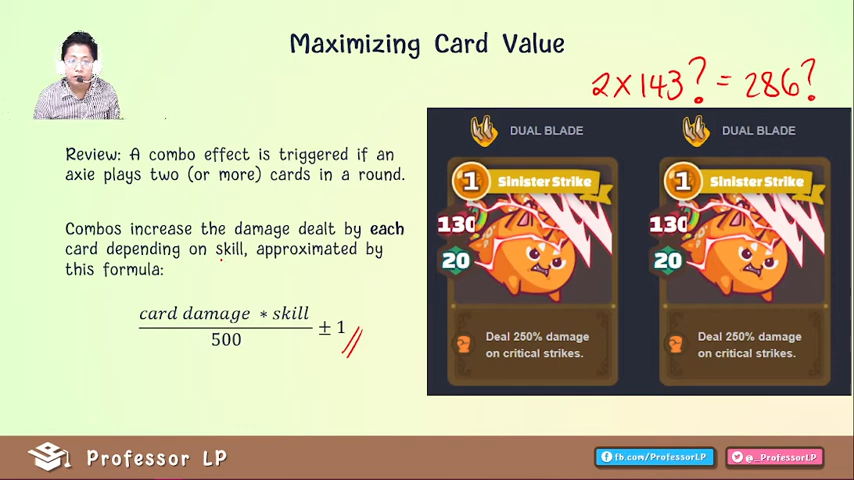 Maximizing Card Value
2x143? = 286?
Review: A combo effect is triggered if an
axie plays two (or more) cards in a round.
Combos increase the damage dealt by each
card depending on skill, approximated by
this formula:
card damage * skill
500
± 1
DUAL BLADE
1
Sinister Strike
130
20
Deal 250% damage
on critical strikes.
DUAL BLADE
1
Sinister Strike
130
20
Deal 250% damage
on critical strikes.
Professor LP
fb.com/ProfessorLP
@_ProfessorLP